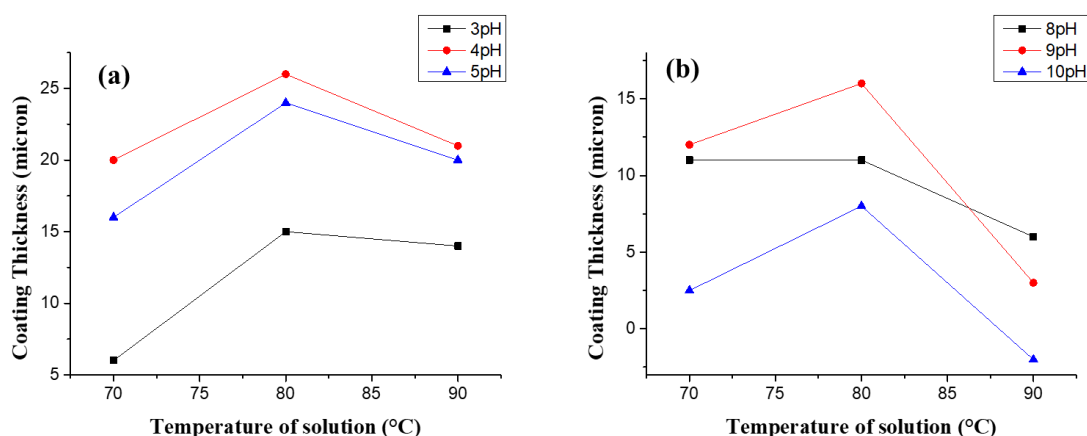 3pH
4pH
5pH
(a)
25
20
15
10
5
70
75
80
85
90
Coating Thickness (micron)
Temperature of solution (°C)
8pH
9pH
10pH
(b)
15
10
5
0
70
75
80
85
90
Coating Thickness (micron)
Temperature of solution (°C)